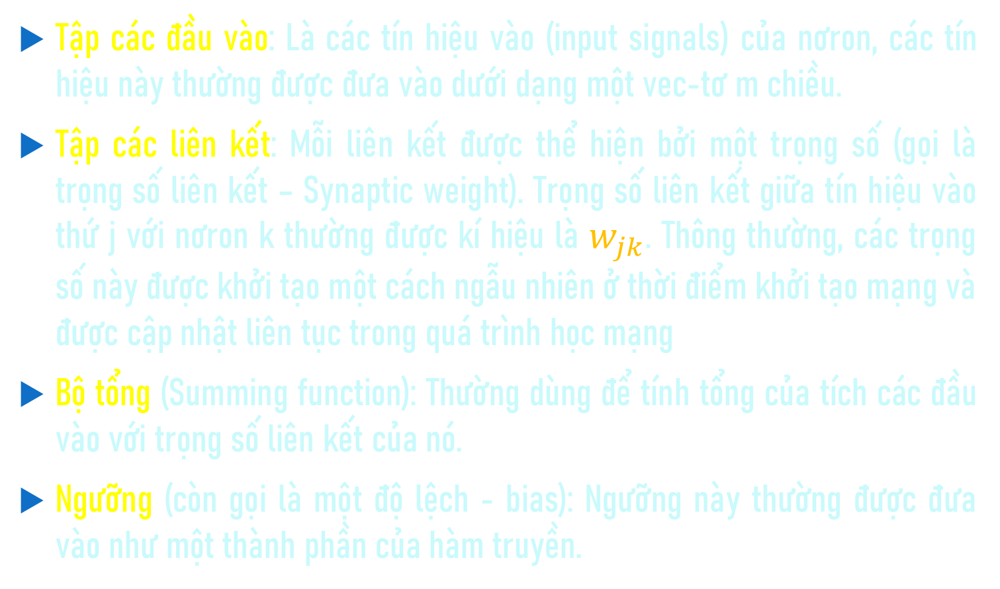 Tập các đầu vào: Là các tín hiệu vào (input signals) của nơron, các tín
hiệu này thường được đưa vào dưới dạng một vec-tơ m chiều.
Tập các liên kết: Mỗi liên kết được thể hiện bởi một trọng số (gọi là
trọng số liên kết – Synaptic weight). Trọng số liên kết giữa tín hiệu vào
thứ j với nơron k thường được kí hiệu là w_{jk}. Thông thường, các trọng
số này được khởi tạo một cách ngẫu nhiên ở thời điểm khởi tạo mạng và
được cập nhật liên tục trong quá trình học mạng
Bộ tổng (Summing function): Thường dùng để tính tổng của tích các đầu
vào với trọng số liên kết của nó.
Ngưỡng (còn gọi là một độ lệch - bias): Ngưỡng này thường được đưa
vào như một thành phần của hàm truyền.